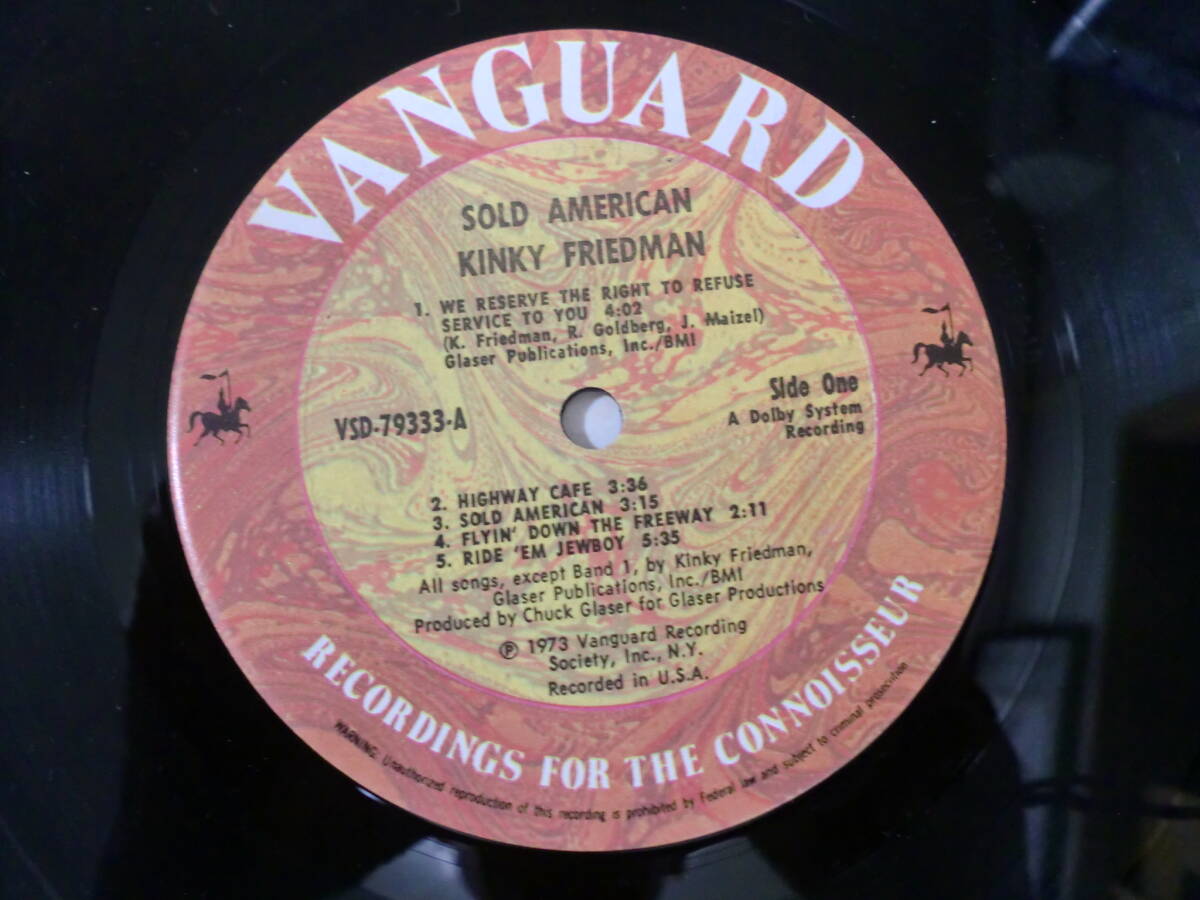 VANGUARD
SOLD AMERICAN
KINKY FRIEDMAN
1. WE RESERVE THE RIGHT TO REFUSE
SERVICE TO YOU 4:02
(K. Friedman, R. Goldberg, J. Maizel)
Glaser Publications, Inc./BMI
VSD-79333-A
Side One
A Dolby System
Recording
2. HIGHWAY CAFE 3:36
3. SOLD AMERICAN 3:15
4. FLYIN' DOWN THE FREEWAY 2:11
5. RIDE 'EM JEWBOY 5:35
All songs, except Band 1, by Kinky Friedman,
Glaser Publications, Inc./BMI
Produced by Chuck Glaser for Glaser Productions
℗ 1973 Vanguard Recording
Society, Inc., N.Y.
Recorded in U.S.A.
RECORDINGS FOR THE CONNOISSEUR
WARNING: Unauthorized reproduction of this recording is prohibited by Federal law and subject to criminal prosecution